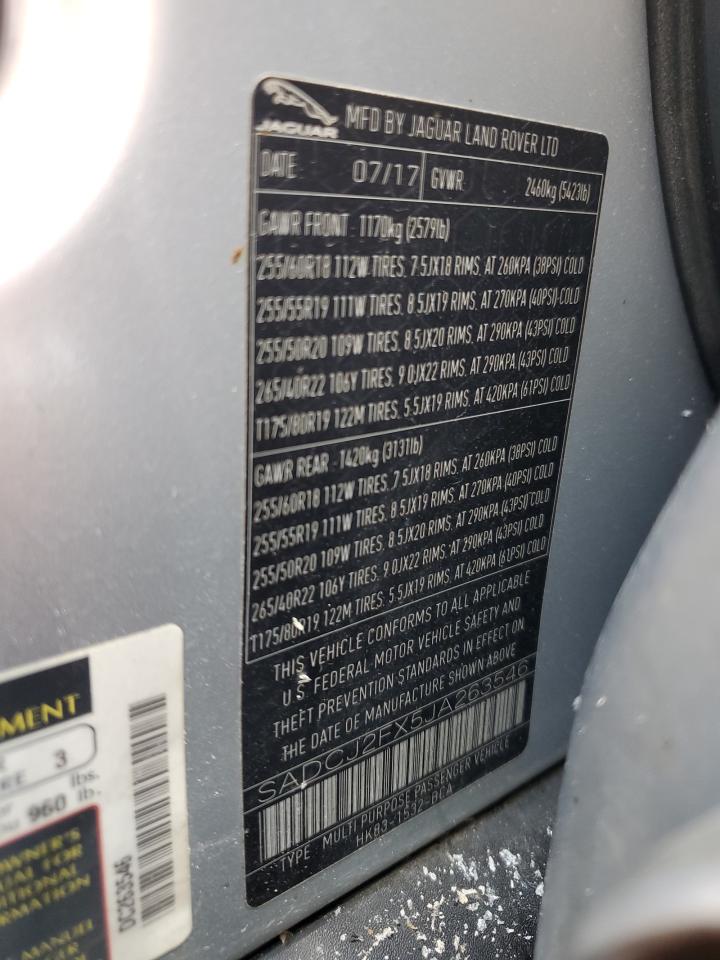 JAGUAR
MFD BY JAGUAR LAND ROVER LTD
DATE 07/17 GVWR 2460kg (5423lb)
GAWR FRONT - 1170kg (2579lb)
255/60R18 112W TIRES, 7.5JX18 RIMS, AT 260KPA (38PSI) COLD
255/55R19 111W TIRES, 8.5JX19 RIMS, AT 270KPA (40PSI) COLD
255/50R20 109W TIRES, 8.5JX20 RIMS, AT 290KPA (43PSI) COLD
265/40R22 106Y TIRES, 9.0JX22 RIMS, AT 290KPA (43PSI) COLD
T175/80R19 122M TIRES, 5.5JX19 RIMS, AT 420KPA (61PSI) COLD
GAWR REAR - 1420kg (3131lb)
255/60R18 112W TIRES, 7.5JX18 RIMS, AT 260KPA (38PSI) COLD
255/55R19 111W TIRES, 8.5JX19 RIMS, AT 270KPA (40PSI) COLD
255/50R20 109W TIRES, 8.5JX20 RIMS, AT 290KPA (43PSI) COLD
265/40R22 106Y TIRES, 9.0JX22 RIMS, AT 290KPA (43PSI) COLD
T175/80R19 122M TIRES, 5.5JX19 RIMS, AT 420KPA (61PSI) COLD
THIS VEHICLE CONFORMS TO ALL APPLICABLE
U.S. FEDERAL MOTOR VEHICLE SAFETY AND
THEFT PREVENTION STANDARDS IN EFFECT ON
THE DATE OF MANUFACTURE SHOWN ABOVE
SADCJ2FX5JA263546
TYPE MULTI PURPOSE PASSENGER VEHICLE
HK83-1532-BCA
MENT
RE 3
960 lbs.
lb.
OWNER'S
FOR
MANUEL
DC263546